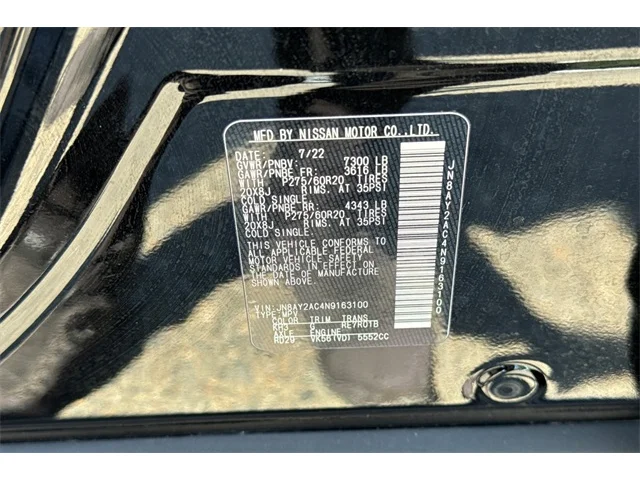 MFD BY NISSAN MOTOR CO.,LTD.
DATE: 7/22
GVWR/PNBV: 7300 LB
GAWR/PNBE FR: 3616 LB
WITH P275/60R20 TIRES
20X8J RIMS. AT 35PSI
COLD SINGLE
GAWR/PNBE RR: 4343 LB
WITH P275/60R20 TIRES
20X8J RIMS. AT 35PSI
COLD SINGLE
THIS VEHICLE CONFORMS TO
ALL APPLICABLE FEDERAL
MOTOR VEHICLE SAFETY
STANDARDS IN EFFECT ON
THE DATE OF MANUFACTURE
SHOWN ABOVE.
VIN: JN8AY2AC4N9163100
TYPE: MPV
COLOR TRIM TRANS
KH3 G RE7R01B
AXLE ENGINE
RD29 VK56(VD) 5552CC
JN8AY2AC4N9163100